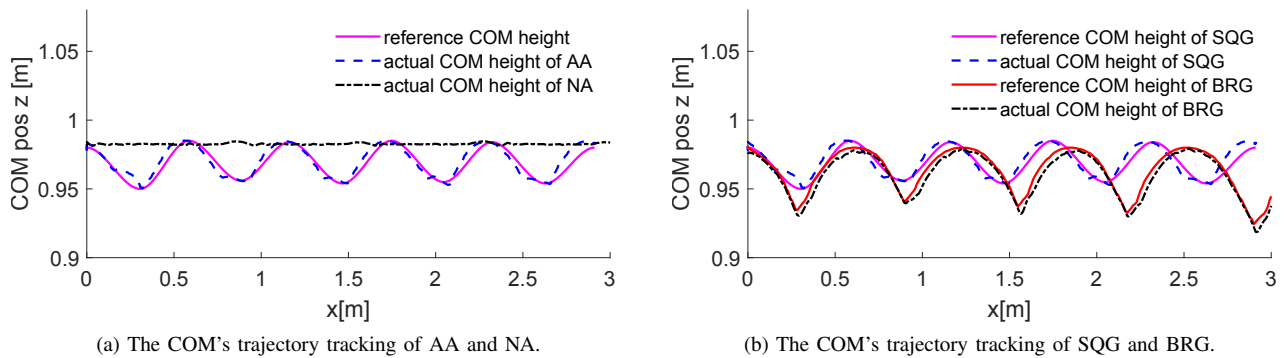 reference COM height
actual COM height of AA
actual COM height of NA
COM pos z [m]
1.05
1
0.95
0.9
0 0.5 1 1.5 2 2.5 3
x[m]
(a) The COM's trajectory tracking of AA and NA.
reference COM height of SQG
actual COM height of SQG
reference COM height of BRG
actual COM height of BRG
COM pos z [m]
1.05
1
0.95
0.9
0 0.5 1 1.5 2 2.5 3
x[m]
(b) The COM's trajectory tracking of SQG and BRG.